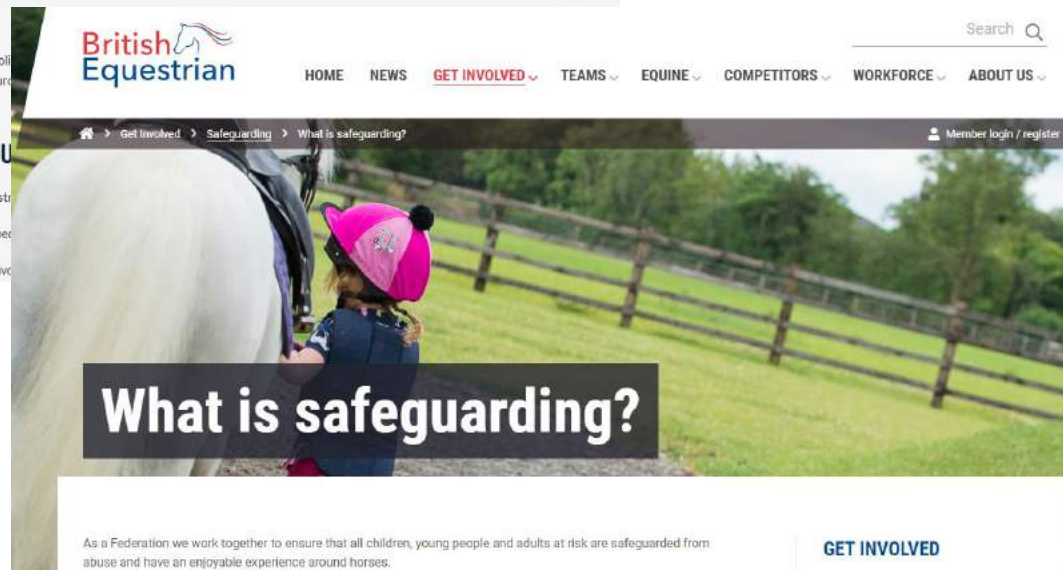 Search
British
Equestrian
HOME NEWS GET INVOLVED TEAMS EQUINE COMPETITORS WORKFORCE ABOUT US
Get Involved > Safeguarding > What is safeguarding?
Member login / register
What is safeguarding?
As a Federation we work together to ensure that all children, young people and adults at risk are safeguarded from
abuse and have an enjoyable experience around horses.
GET INVOLVED